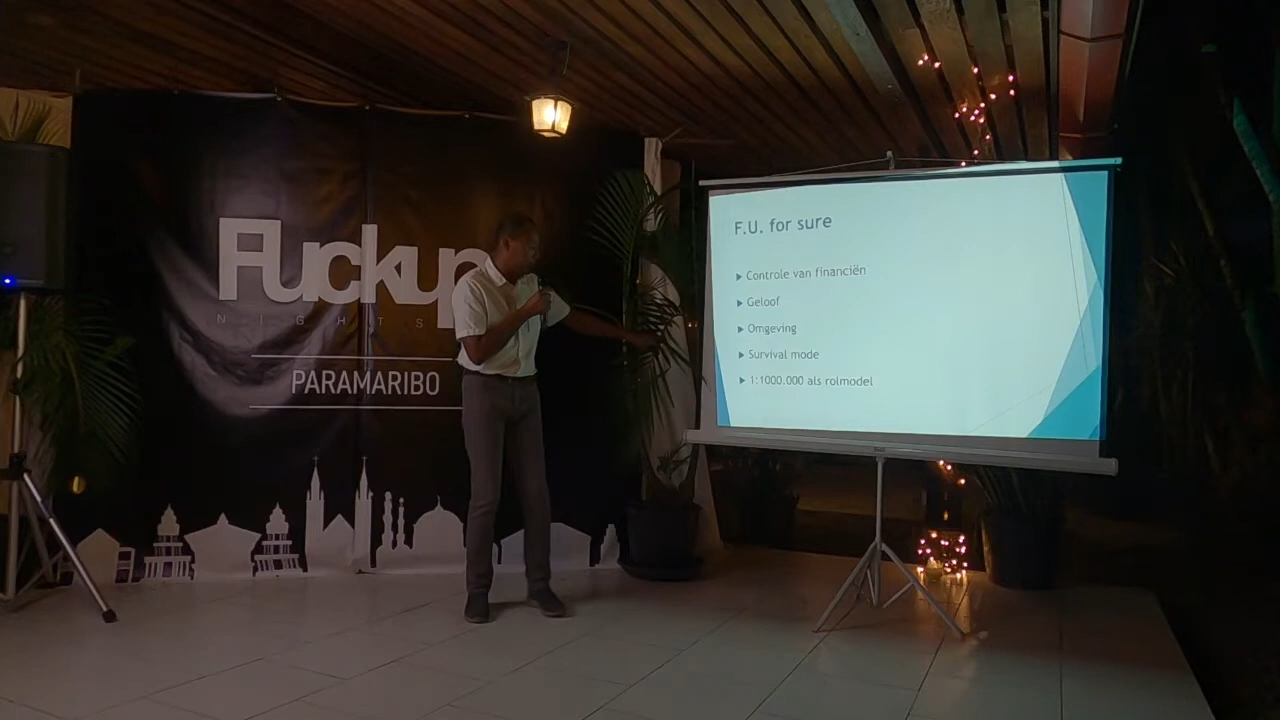 Fuckup
NIGHTS
PARAMARIBO
F.U. for sure
Controle van financiën
Geloof
Omgeving
Survival mode
1:1000.000 als rolmodel